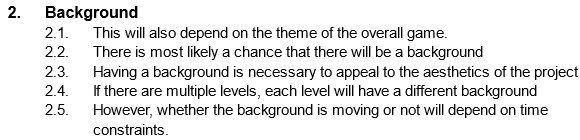 2. Background
2.1. This will also depend on the theme of the overall game.
2.2. There is most likely a chance that there will be a background
2.3. Having a background is necessary to appeal to the aesthetics of the project
2.4. If there are multiple levels, each level will have a different background
2.5. However, whether the background is moving or not will depend on time
constraints.